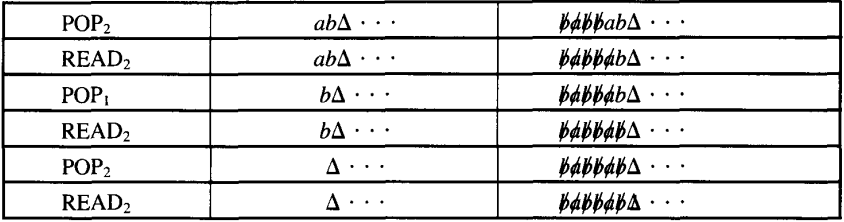 POP₂ abΔ · · · b̸a̸b̸b̸abΔ · · ·
READ₂ abΔ · · · b̸a̸b̸b̸a̸bΔ · · ·
POP₁ bΔ · · · b̸a̸b̸b̸a̸bΔ · · ·
READ₂ bΔ · · · b̸a̸b̸b̸a̸b̸Δ · · ·
POP₂ Δ · · · b̸a̸b̸b̸a̸b̸Δ · · ·
READ₂ Δ · · · b̸a̸b̸b̸a̸b̸Δ̸ · · ·